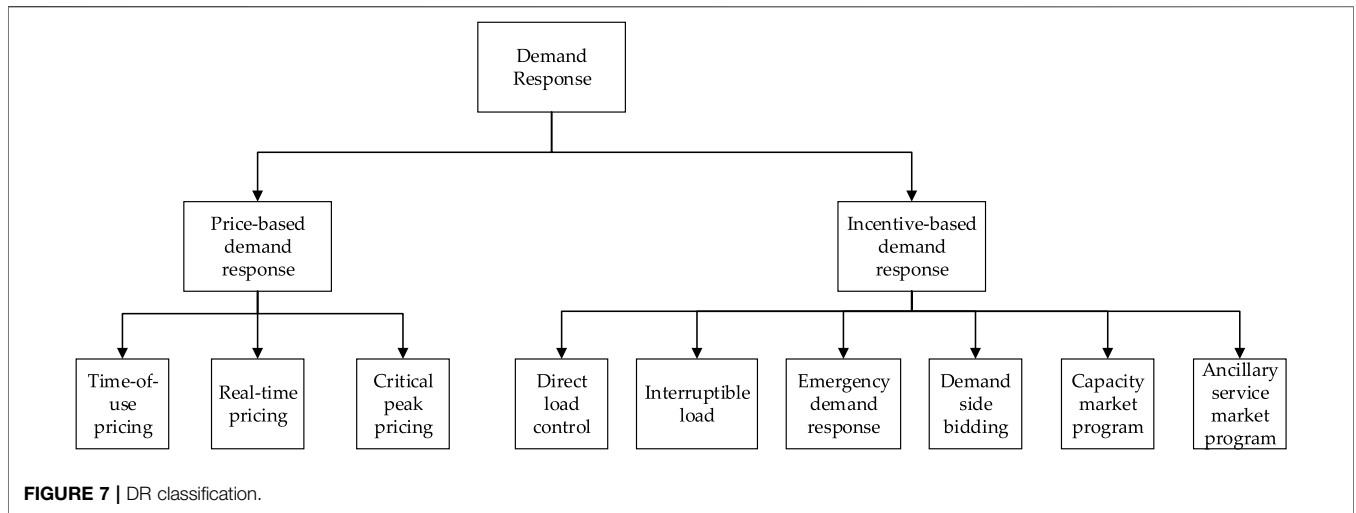 Demand
Response
Price-based
demand
response
Incentive-based
demand
response
Time-of-
use
pricing
Real-time
pricing
Critical
peak
pricing
Direct
load
control
Interruptible
load
Emergency
demand
response
Demand
side
bidding
Capacity
market
program
Ancillary
service
market
program
FIGURE 7 | DR classification.